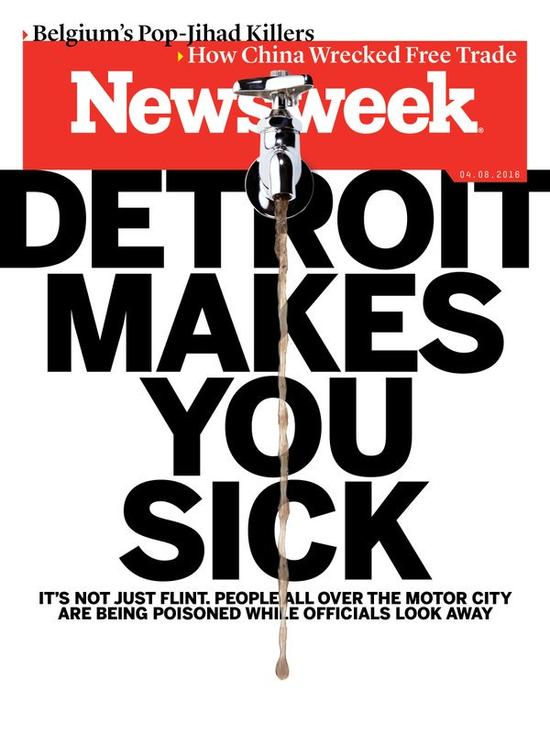 Belgium's Pop-Jihad Killers
How China Wrecked Free Trade
Newsweek
04.08.2016
DETROIT
MAKES
YOU
SICK
IT'S NOT JUST FLINT. PEOPLE ALL OVER THE MOTOR CITY
ARE BEING POISONED WHILE OFFICIALS LOOK AWAY